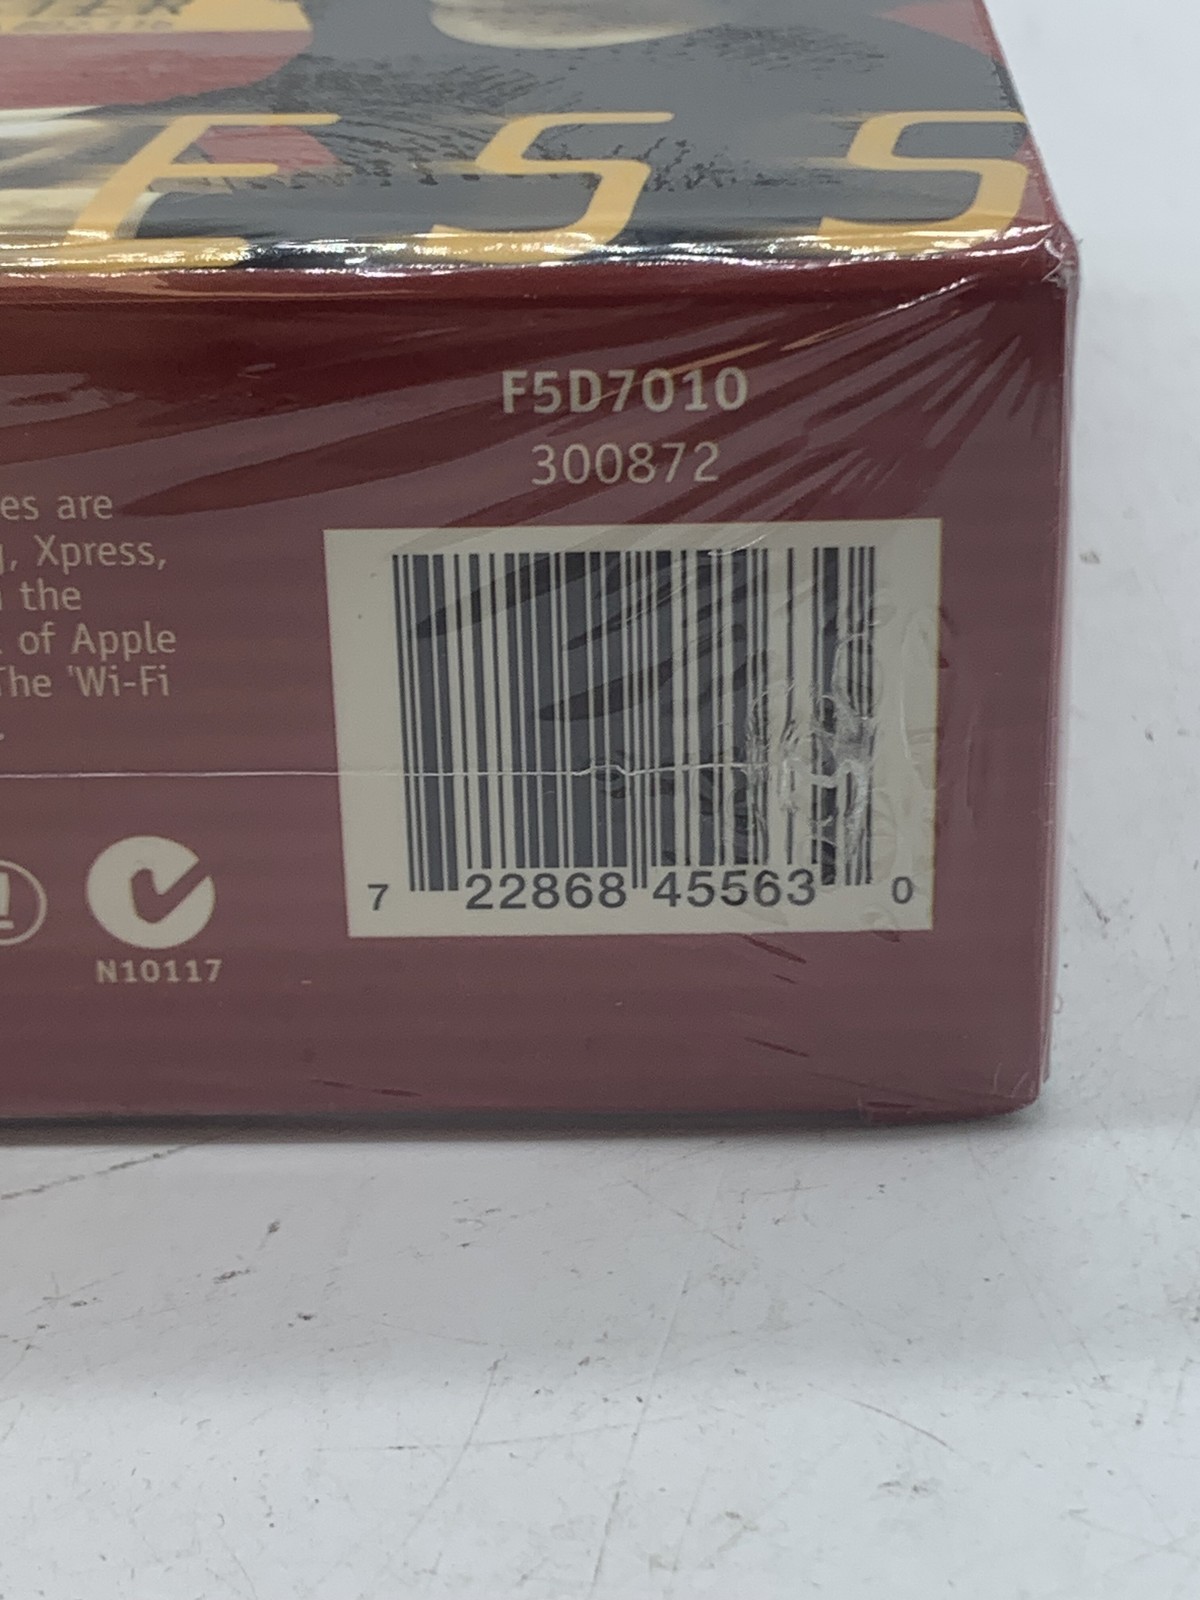 E S S
F5D7010
300872
es are
, Xpress,
the
of Apple
The 'Wi-Fi
7 22868 45563 0
N10117